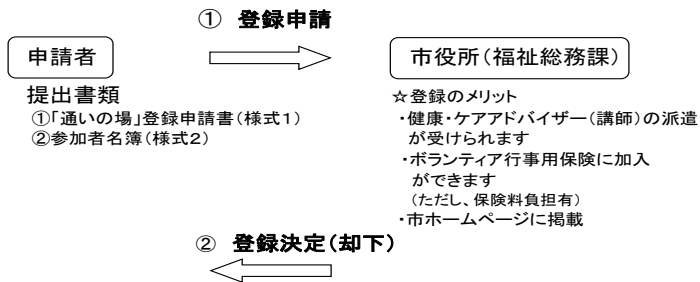 ① 登録申請
申請者
市役所(福祉総務課)
提出書類
①「通いの場」登録申請書(様式1)
②参加者名簿(様式2)
☆登録のメリット
・健康・ケアアドバイザー(講師)の派遣
が受けられます
・ボランティア行事用保険に加入
ができます
(ただし、保険料負担有)
・市ホームページに掲載
② 登録決定(却下)